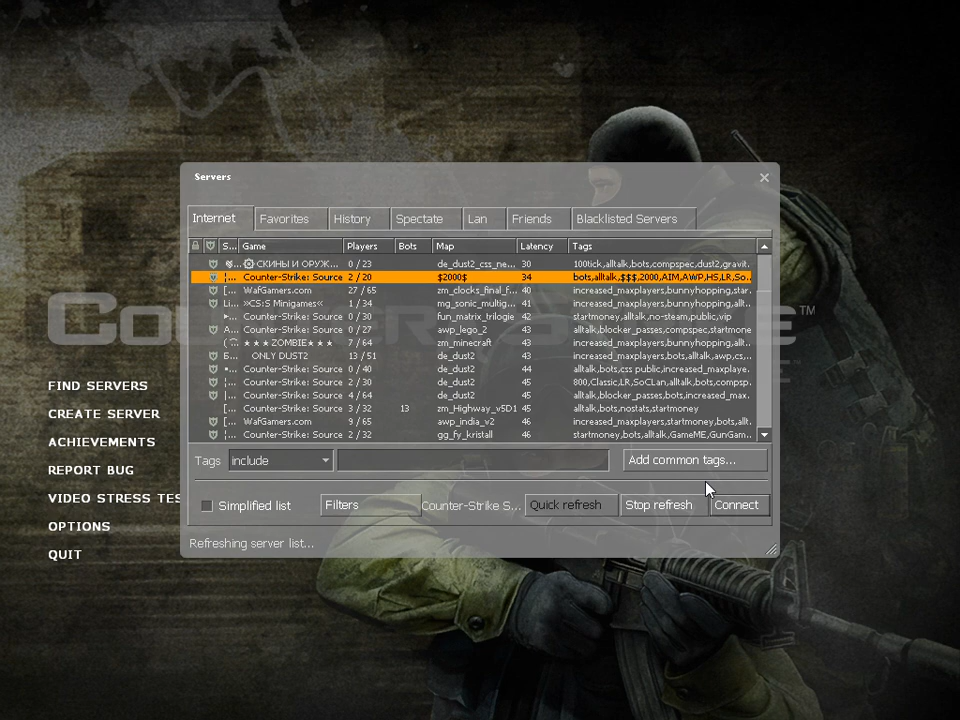 Servers
Internet Favorites History Spectate Lan Friends Blacklisted Servers
S... Game Players Bots Map Latency Tags
СКИНЫ И ОРУЖ... 0 / 23 de_dust2_css_ne... 30 100tick,alltalk,bots,compspec,dust2,gravit.
¦... Counter-Strike: Source 2 / 20 $2000$ 34 bots,alltalk,$$$,2000,AIM,AWP,HS,LR,So..
WafGamers.com 27 / 65 zm_clocks_final_f... 40 increased_maxplayers,bunnyhopping,star.
Li... »CS:S Minigames« 1 / 34 mg_sonic_multig... 41 increased_maxplayers,bunnyhopping,allt..
Counter-Strike: Source 0 / 30 fun_matrix_trilogie 42 startmoney,no-steam,public,vip
A... Counter-Strike: Source 0 / 27 awp_lego_2 43 alltalk,blocker_passes,compspec,startmone
★ ★ ★ ZOMBIE ★ ★ ★ 7 / 64 zm_minecraft 43 increased_maxplayers,bunnyhopping,allt..
Б... ONLY DUST2 13 / 51 de_dust2 43 increased_maxplayers,bots,alltalk,awp,cs,..
Counter-Strike: Source 0 / 40 de_dust2 44 alltalk,bots,css public,increased_maxplaye.
¦... Counter-Strike: Source 2 / 30 de_dust2 45 800,Classic,LR,SoCLan,alltalk,bots,compsp.
¦... Counter-Strike: Source 4 / 64 de_dust2 45 alltalk,blocker_passes,bots,increased_max.
[... Counter-Strike: Source 3 / 32 13 zm_Highway_v5D1 45 alltalk,bots,nostats,startmoney
WafGamers.com 9 / 65 awp_india_v2 46 increased_maxplayers,startmoney,bots,allt.
[... Counter-Strike: Source 2 / 32 gg_fy_kristall 46 startmoney,bots,alltalk,GameME,GunGam..
Tags include Add common tags...
Simplified list Filters Counter-Strike S... Quick refresh Stop refresh Connect
Refreshing server list...
FIND SERVERS
CREATE SERVER
ACHIEVEMENTS
REPORT BUG
VIDEO STRESS TES
OPTIONS
QUIT